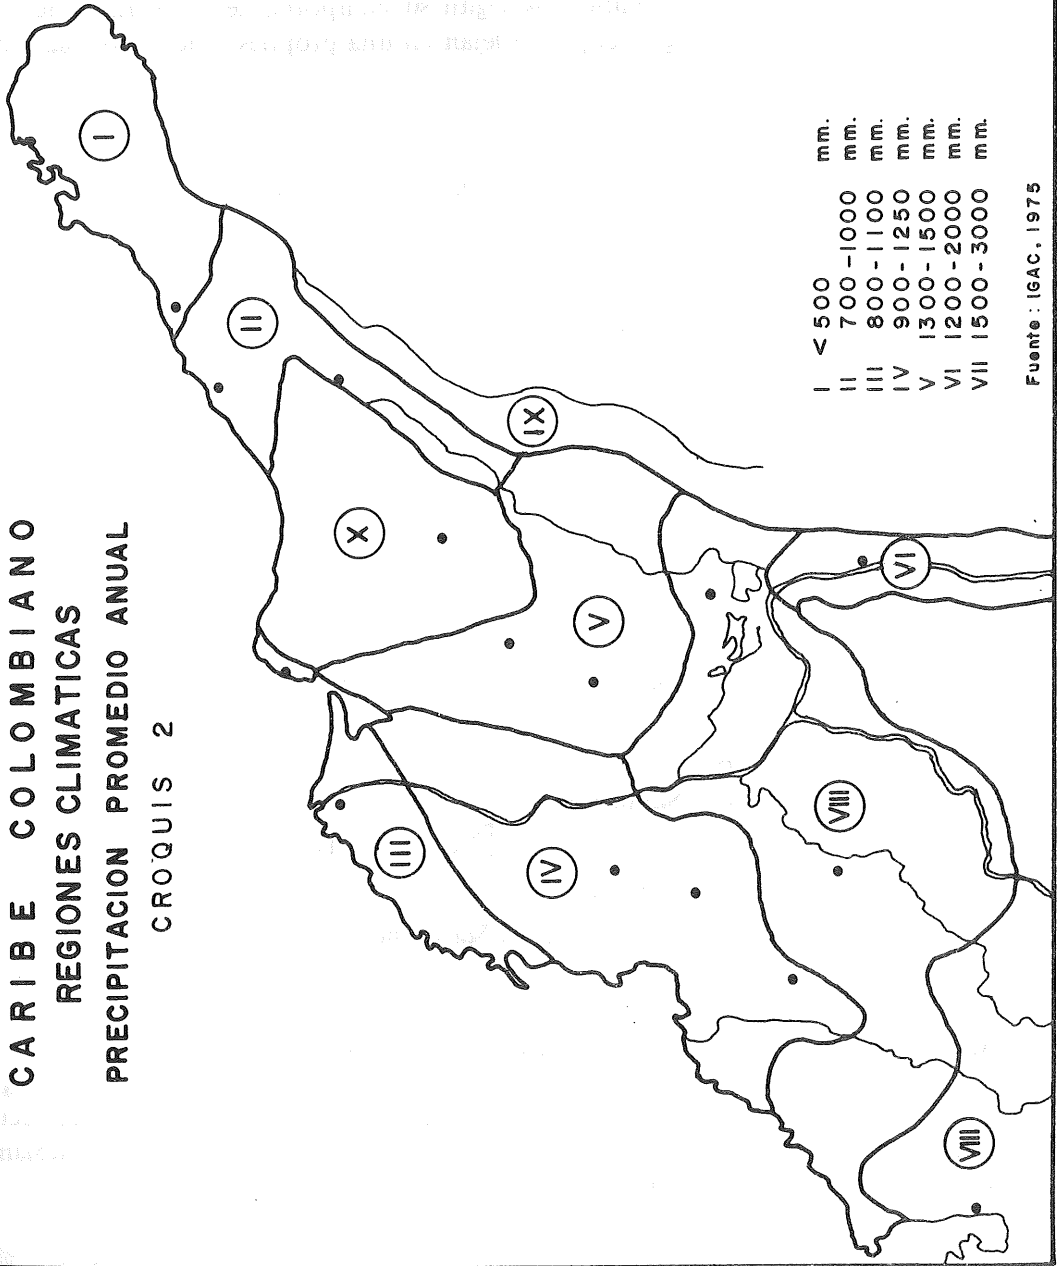 CARIBE COLOMBIANO
REGIONES CLIMATICAS
PRECIPITACION PROMEDIO ANUAL
CROQUIS 2
I
II
III
IV
V
VI
VIII
VIII
IX
X
I <500 mm.
II 700-1000 mm.
III 800-1100 mm.
IV 900-1250 mm.
V 1300-1500 mm.
VI 1200-2000 mm.
VII 1500-3000 mm.
Fuente: IGAC, 1975